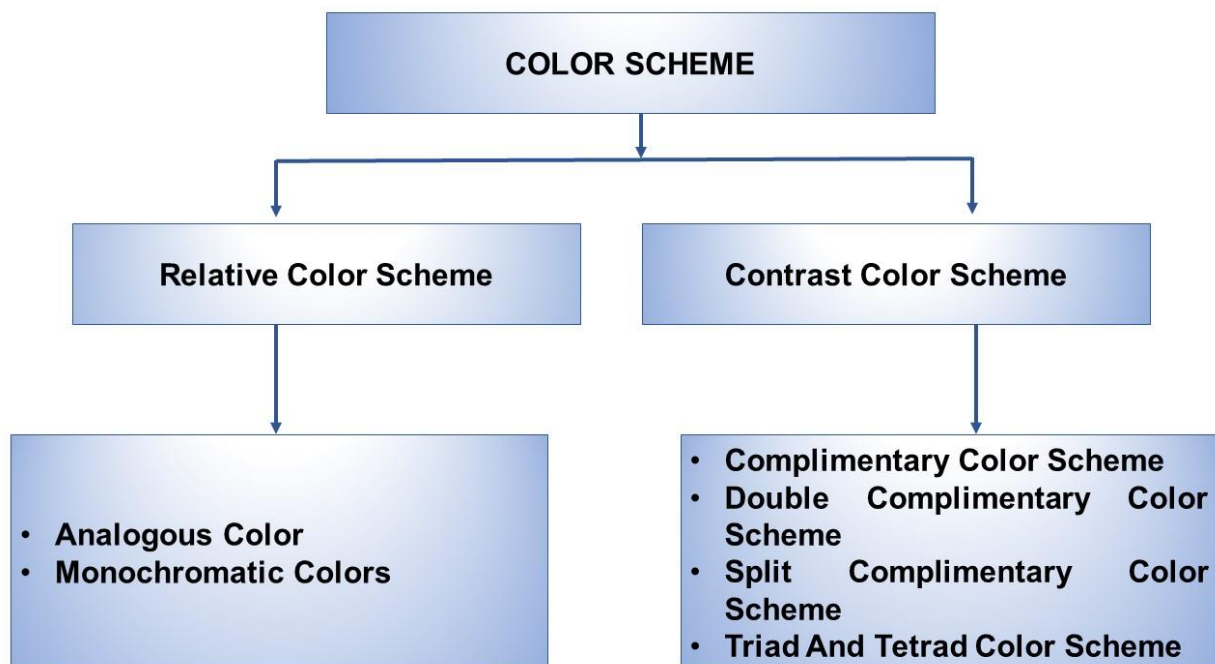 COLOR SCHEME
Relative Color Scheme
Contrast Color Scheme
• Analogous Color
• Monochromatic Colors
• Complimentary Color Scheme
• Double Complimentary Color
Scheme
• Split Complimentary Color
Scheme
• Triad And Tetrad Color Scheme